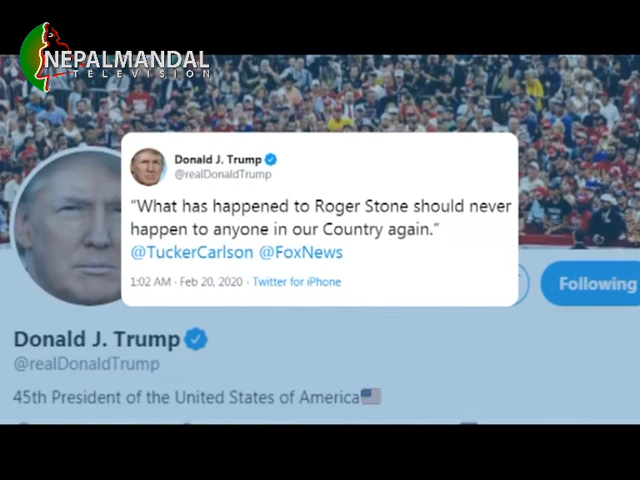 NEPALMANDAL
TELEVISION
Donald J. Trump
@realDonaldTrump
“What has happened to Roger Stone should never
happen to anyone in our Country again.”
@TuckerCarlson @FoxNews
1:02 AM - Feb 20, 2020 · Twitter for iPhone
Following
Donald J. Trump
@realDonaldTrump
45th President of the United States of America